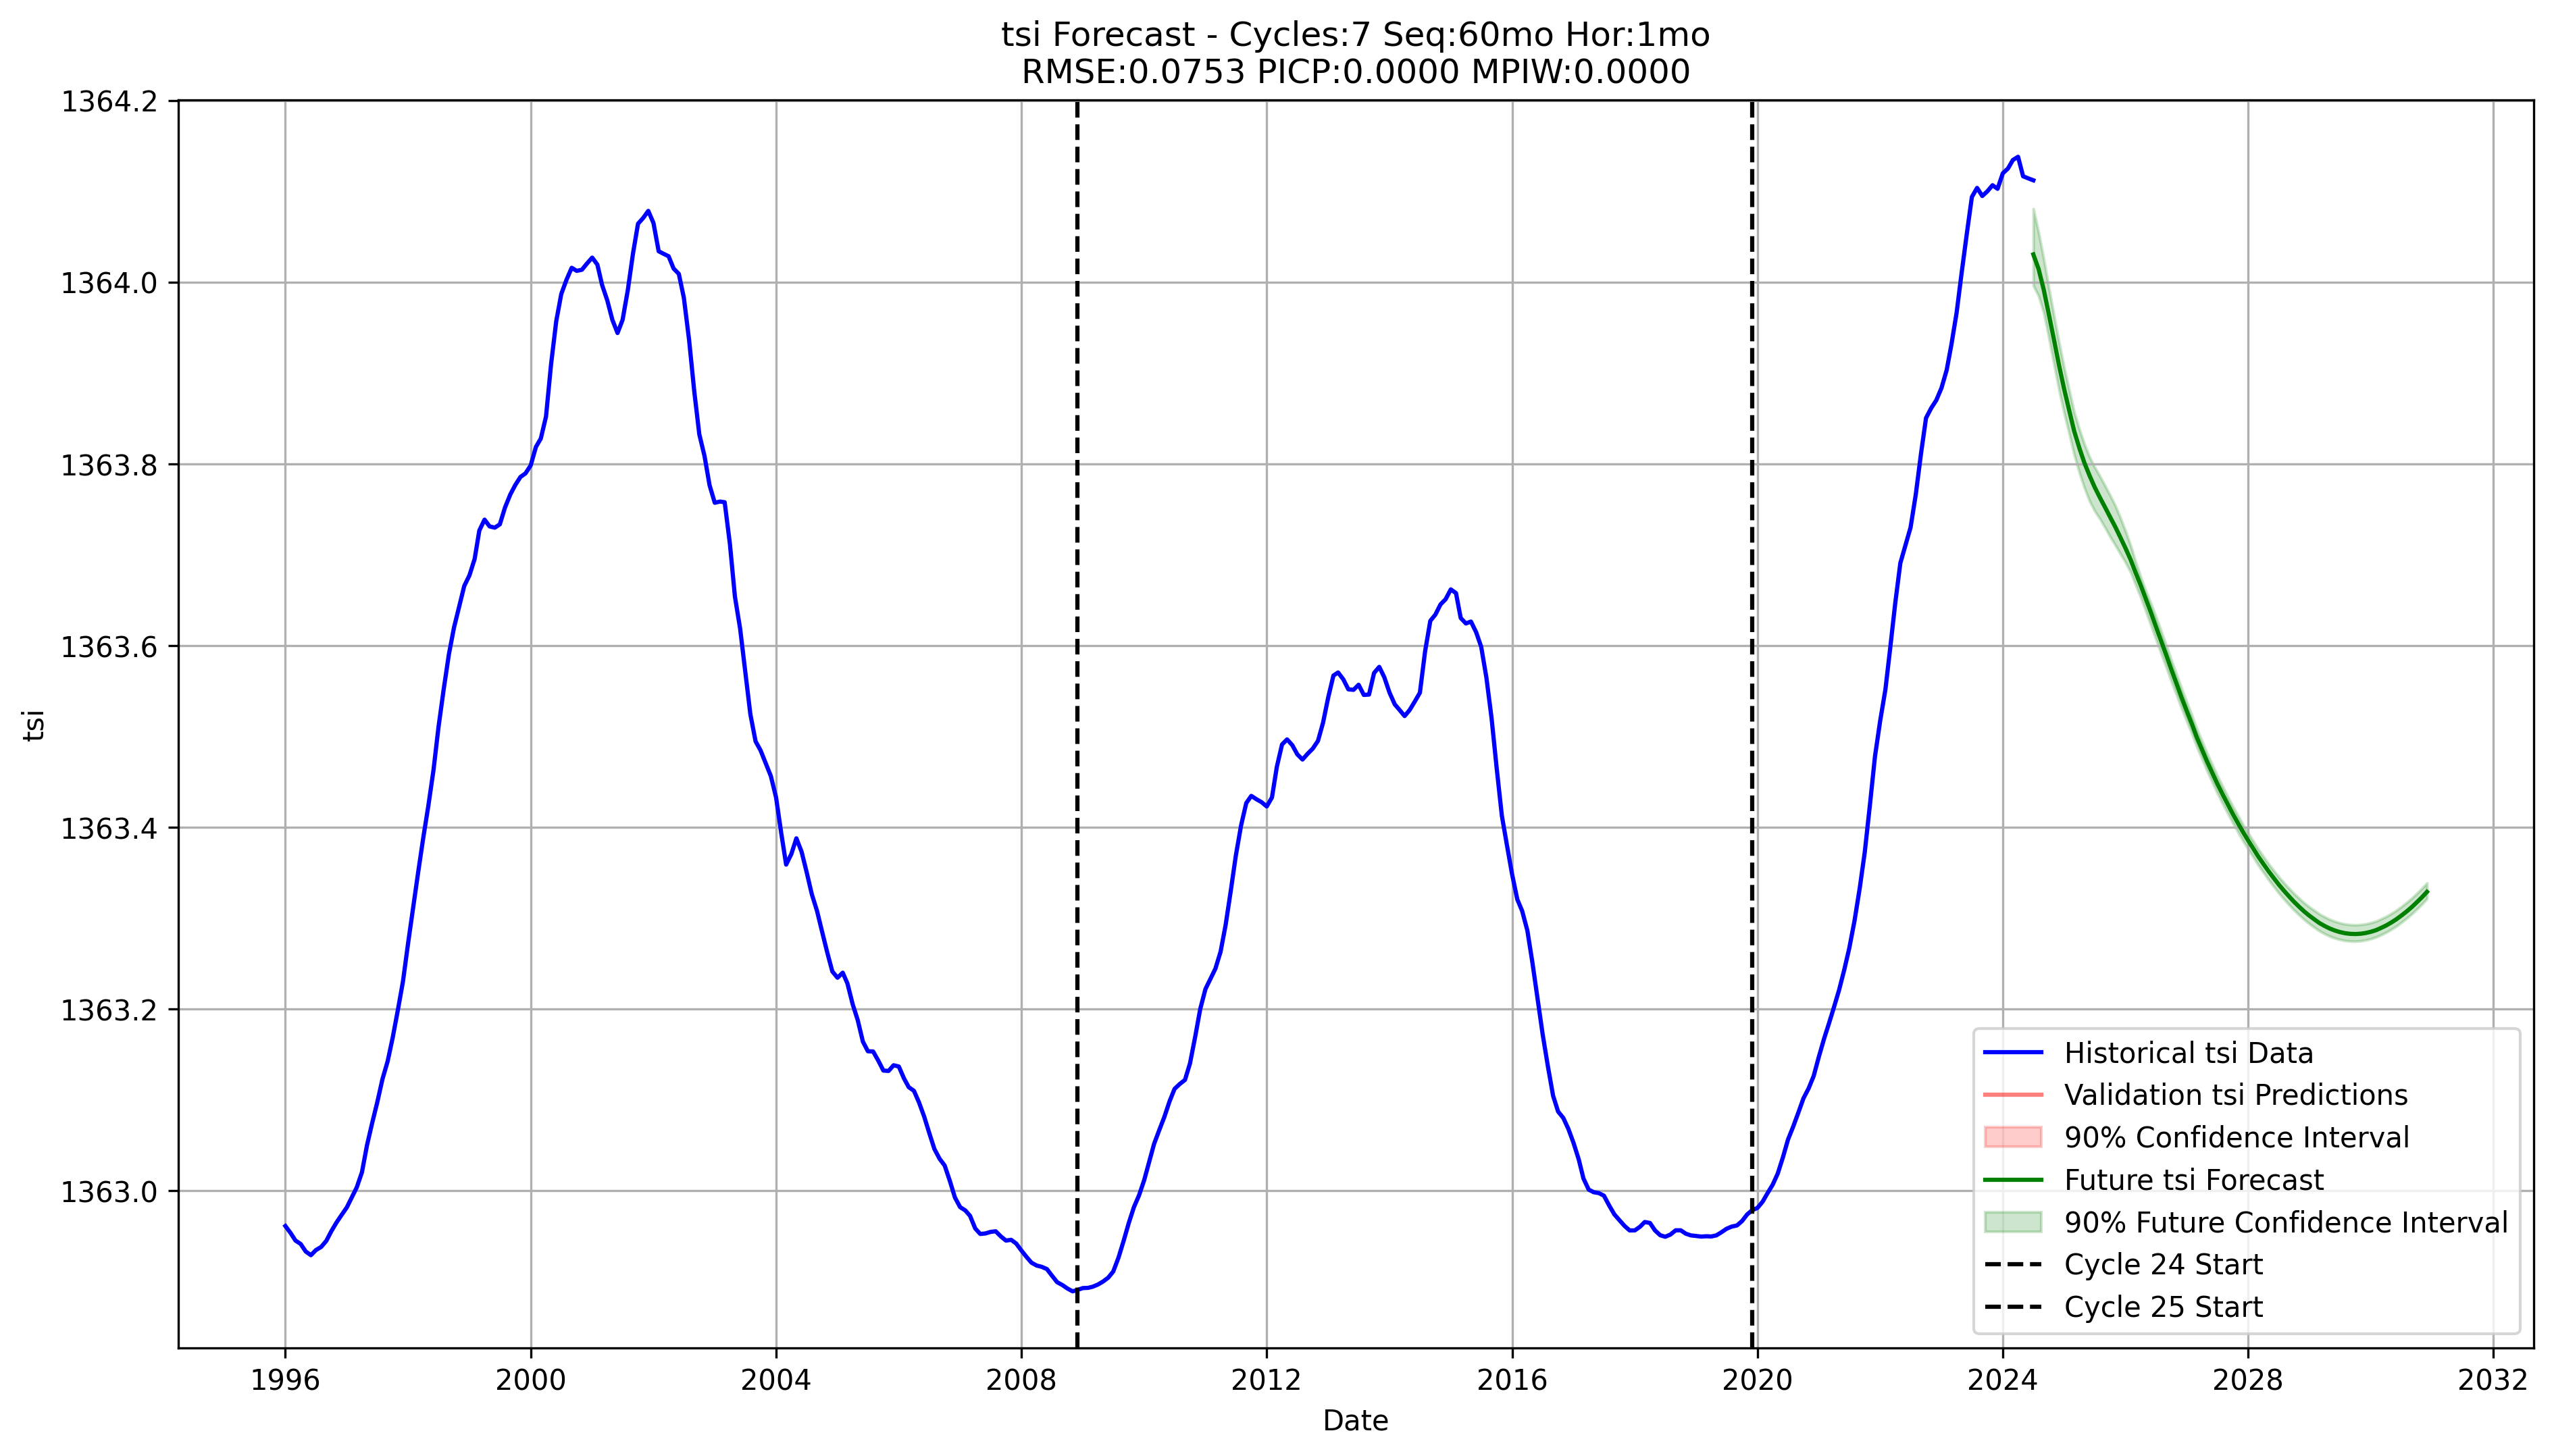 tsi Forecast - Cycles:7 Seq:60mo Hor:1mo
RMSE:0.0753 PICP:0.0000 MPIW:0.0000
1364.2
1364.0
1363.8
1363.6
1363.4
1363.2
1363.0
tsi
1996 2000 2004 2008 2012 2016 2020 2024 2028 2032
Date
Historical tsi Data
Validation tsi Predictions
90% Confidence Interval
Future tsi Forecast
90% Future Confidence Interval
Cycle 24 Start
Cycle 25 Start